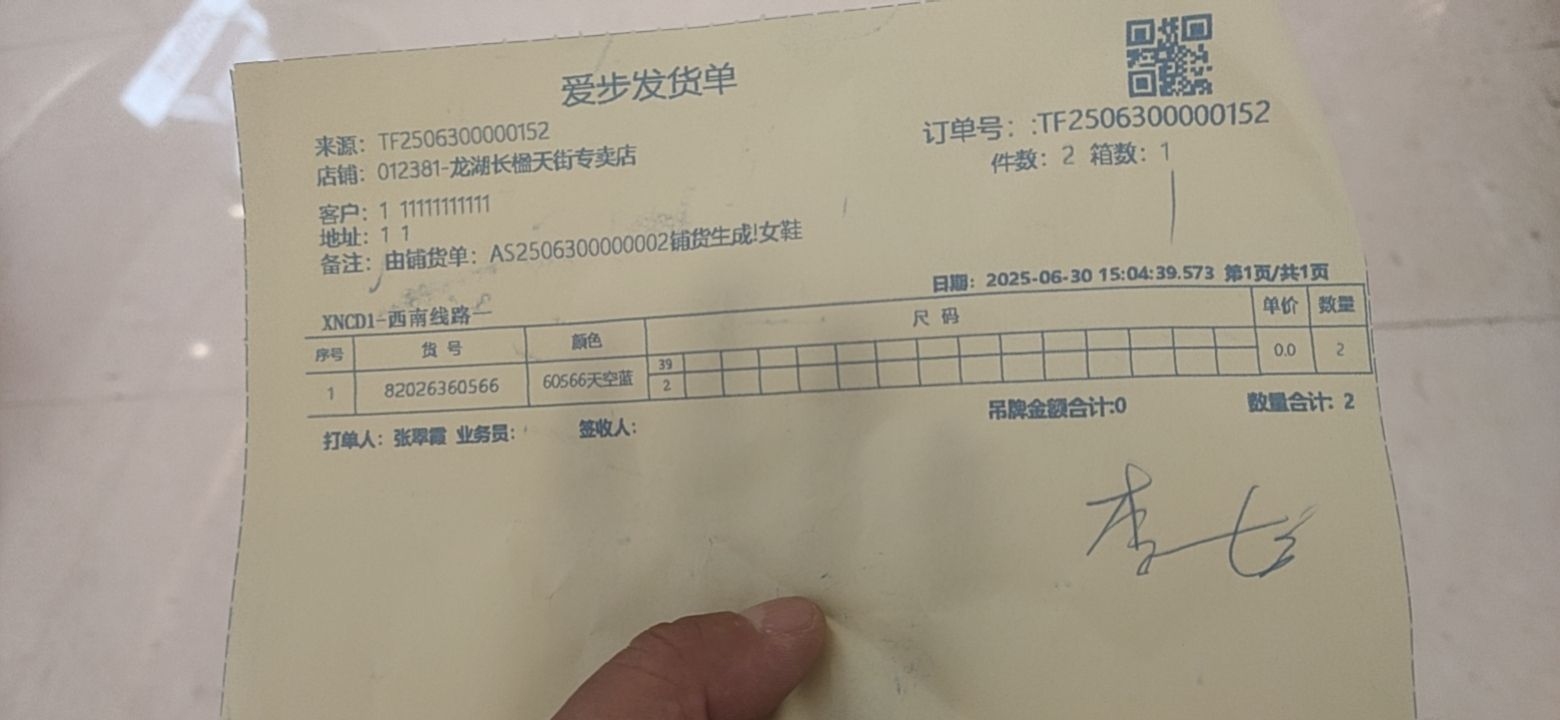 爱步发货单
来源：TF2506300000152
订单号：:TF2506300000152
店铺：012381-龙湖长楹天街专卖店
件数：2 箱数：1
客户：1 11111111111
地址：1 1
备注：由铺货单：AS2506300000002铺货生成!女鞋
日期：2025-06-30 15:04:39.573 第1页/共1页
XNCD1-西南线路一
序号 货 号 颜色 尺 码 单价 数量
39
1 82026360566 60566天空蓝 2 0.0 2
吊牌金额合计:0 数量合计: 2
打单人：张翠霞 业务员： 签收人：
李